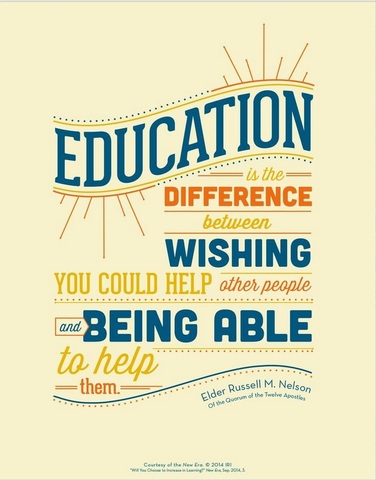 EDUCATION
is the
DIFFERENCE
between
WISHING
YOU COULD HELP other people
and BEING ABLE
to help
them.
Elder Russell M. Nelson
Of the Quorum of the Twelve Apostles
Courtesy of the New Era, © 2014 IRI
"Will You Choose to Increase in Learning?" New Era, Sep. 2014, 2.